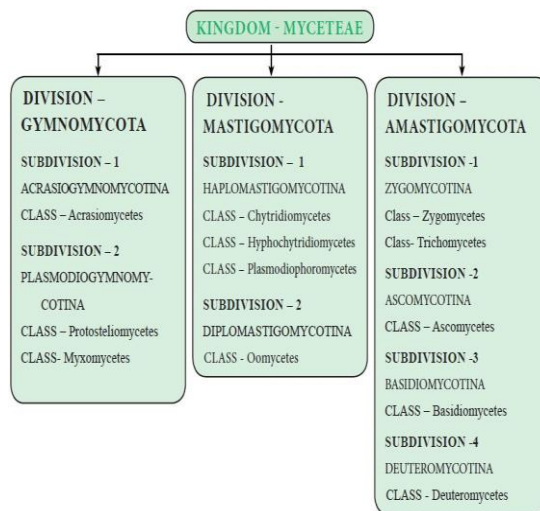 KINGDOM - MYCETEAE
DIVISION –
GYMNOMYCOTA
SUBDIVISION – 1
ACRASIOGYMNOMYCOTINA
CLASS – Acrasiomycetes
SUBDIVISION – 2
PLASMODIOGYMNOMY-
COTINA
CLASS – Protosteliomycetes
CLASS- Myxomycetes
DIVISION -
MASTIGOMYCOTA
SUBDIVISION – 1
HAPLOMASTIGOMYCOTINA
CLASS – Chytridiomycetes
CLASS – Hyphochytridiomycetes
CLASS – Plasmodiophoromycetes
SUBDIVISION – 2
DIPLOMASTIGOMYCOTINA
CLASS - Oomycetes
DIVISION –
AMASTIGOMYCOTA
SUBDIVISION -1
ZYGOMYCOTINA
Class – Zygomycetes
Class- Trichomycetes
SUBDIVISION -2
ASCOMYCOTINA
CLASS – Ascomycetes
SUBDIVISION -3
BASIDIOMYCOTINA
CLASS – Basidiomycetes
SUBDIVISION -4
DEUTEROMYCOTINA
CLASS - Deuteromycetes